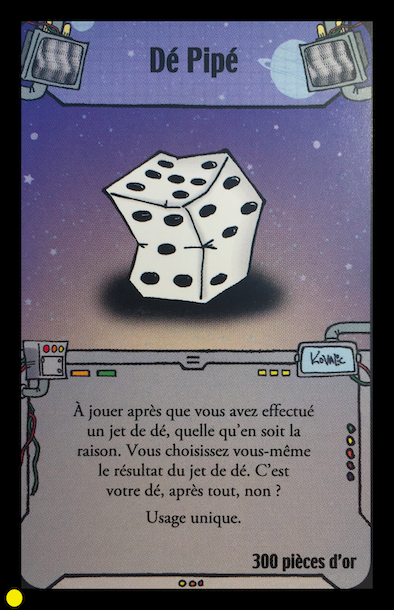 Dé Pipé
KOVALIC
À jouer après que vous avez effectué
un jet de dé, quelle qu'en soit la
raison. Vous choisissez vous-même
le résultat du jet de dé. C'est
votre dé, après tout, non ?
Usage unique.
300 pièces d'or